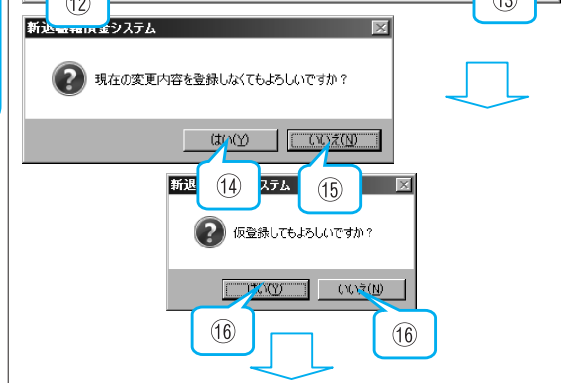 ⑫
⑬
新退職報償金システム
現在の変更内容を登録しなくてもよろしいですか？
はい(Y) いいえ(N)
⑭ ⑮
新退 ステム
仮登録してもよろしいですか？
はい(Y) いいえ(N)
⑯ ⑯